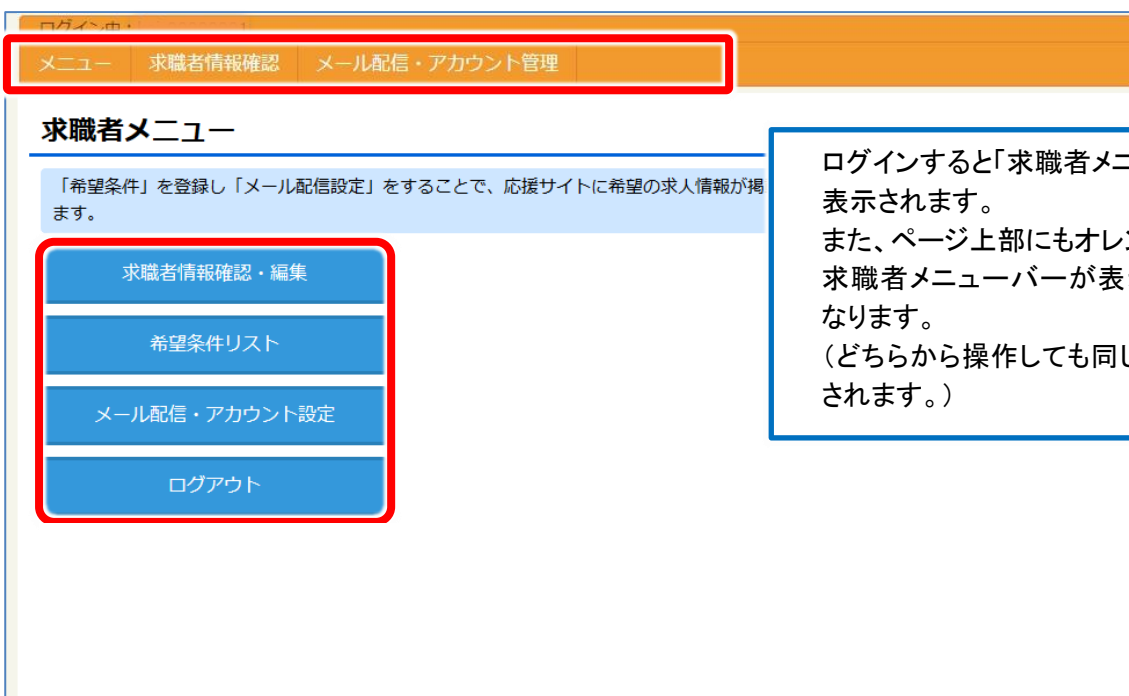 ログイン中：
メニュー 求職者情報確認 メール配信・アカウント管理
求職者メニュー
「希望条件」を登録し「メール配信設定」をすることで、応援サイトに希望の求人情報が掲
ます。
求職者情報確認・編集
希望条件リスト
メール配信・アカウント設定
ログアウト
ログインすると「求職者メニ
表示されます。
また、ページ上部にもオレン
求職者メニューバーが表
なります。
（どちらから操作しても同じ
されます。）